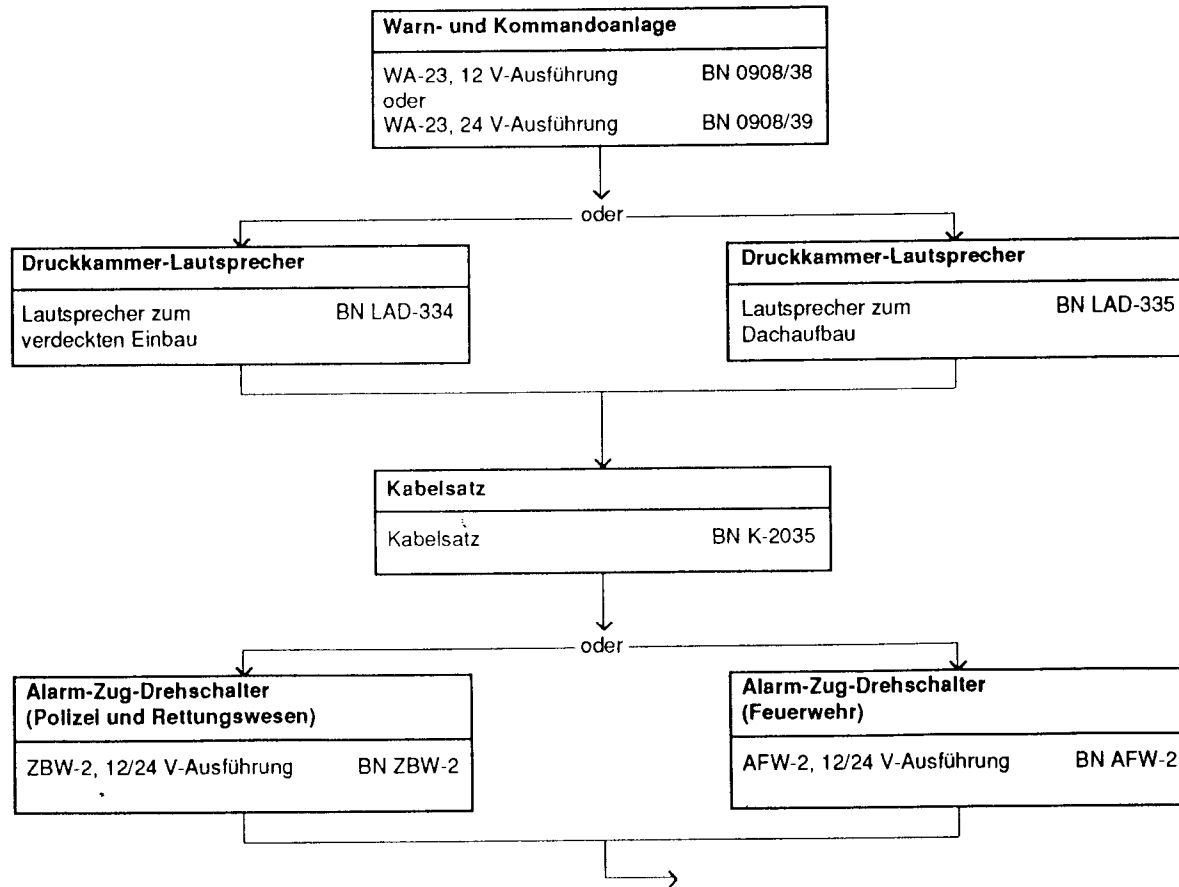 Warn- und Kommandoanlage
WA-23, 12 V-Ausführung BN 0908/38
oder
WA-23, 24 V-Ausführung BN 0908/39
oder
Druckkammer-Lautsprecher
Lautsprecher zum BN LAD-334
verdeckten Einbau
Druckkammer-Lautsprecher
Lautsprecher zum BN LAD-335
Dachaufbau
Kabelsatz
Kabelsatz BN K-2035
oder
Alarm-Zug-Drehschalter
(Polizei und Rettungswesen)
ZBW-2, 12/24 V-Ausführung BN ZBW-2
Alarm-Zug-Drehschalter
(Feuerwehr)
AFW-2, 12/24 V-Ausführung BN AFW-2